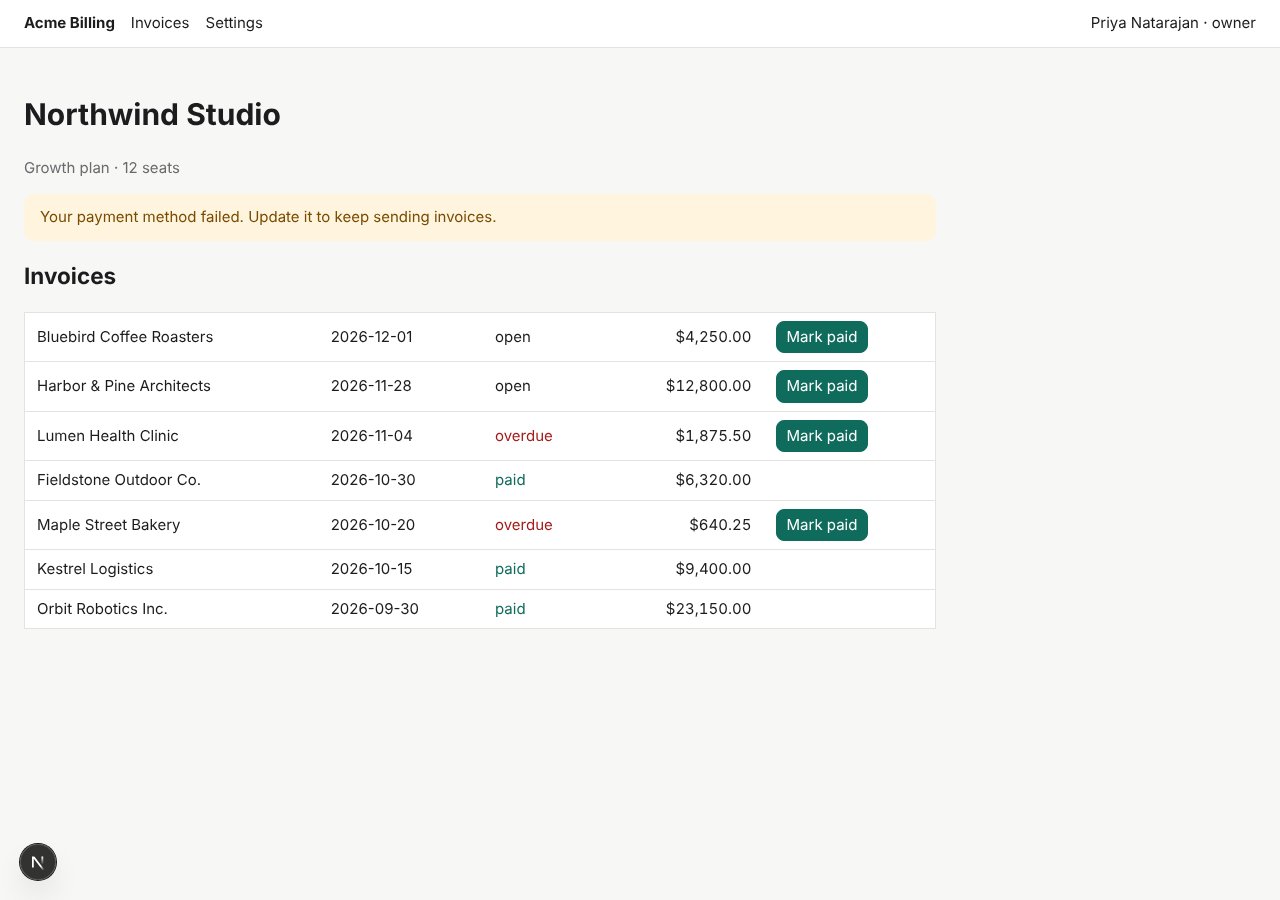 Acme Billing Invoices Settings Priya Natarajan · owner
Northwind Studio
Growth plan · 12 seats
Your payment method failed. Update it to keep sending invoices.
Invoices
Bluebird Coffee Roasters 2026-12-01 open $4,250.00 Mark paid
Harbor & Pine Architects 2026-11-28 open $12,800.00 Mark paid
Lumen Health Clinic 2026-11-04 overdue $1,875.50 Mark paid
Fieldstone Outdoor Co. 2026-10-30 paid $6,320.00
Maple Street Bakery 2026-10-20 overdue $640.25 Mark paid
Kestrel Logistics 2026-10-15 paid $9,400.00
Orbit Robotics Inc. 2026-09-30 paid $23,150.00
N